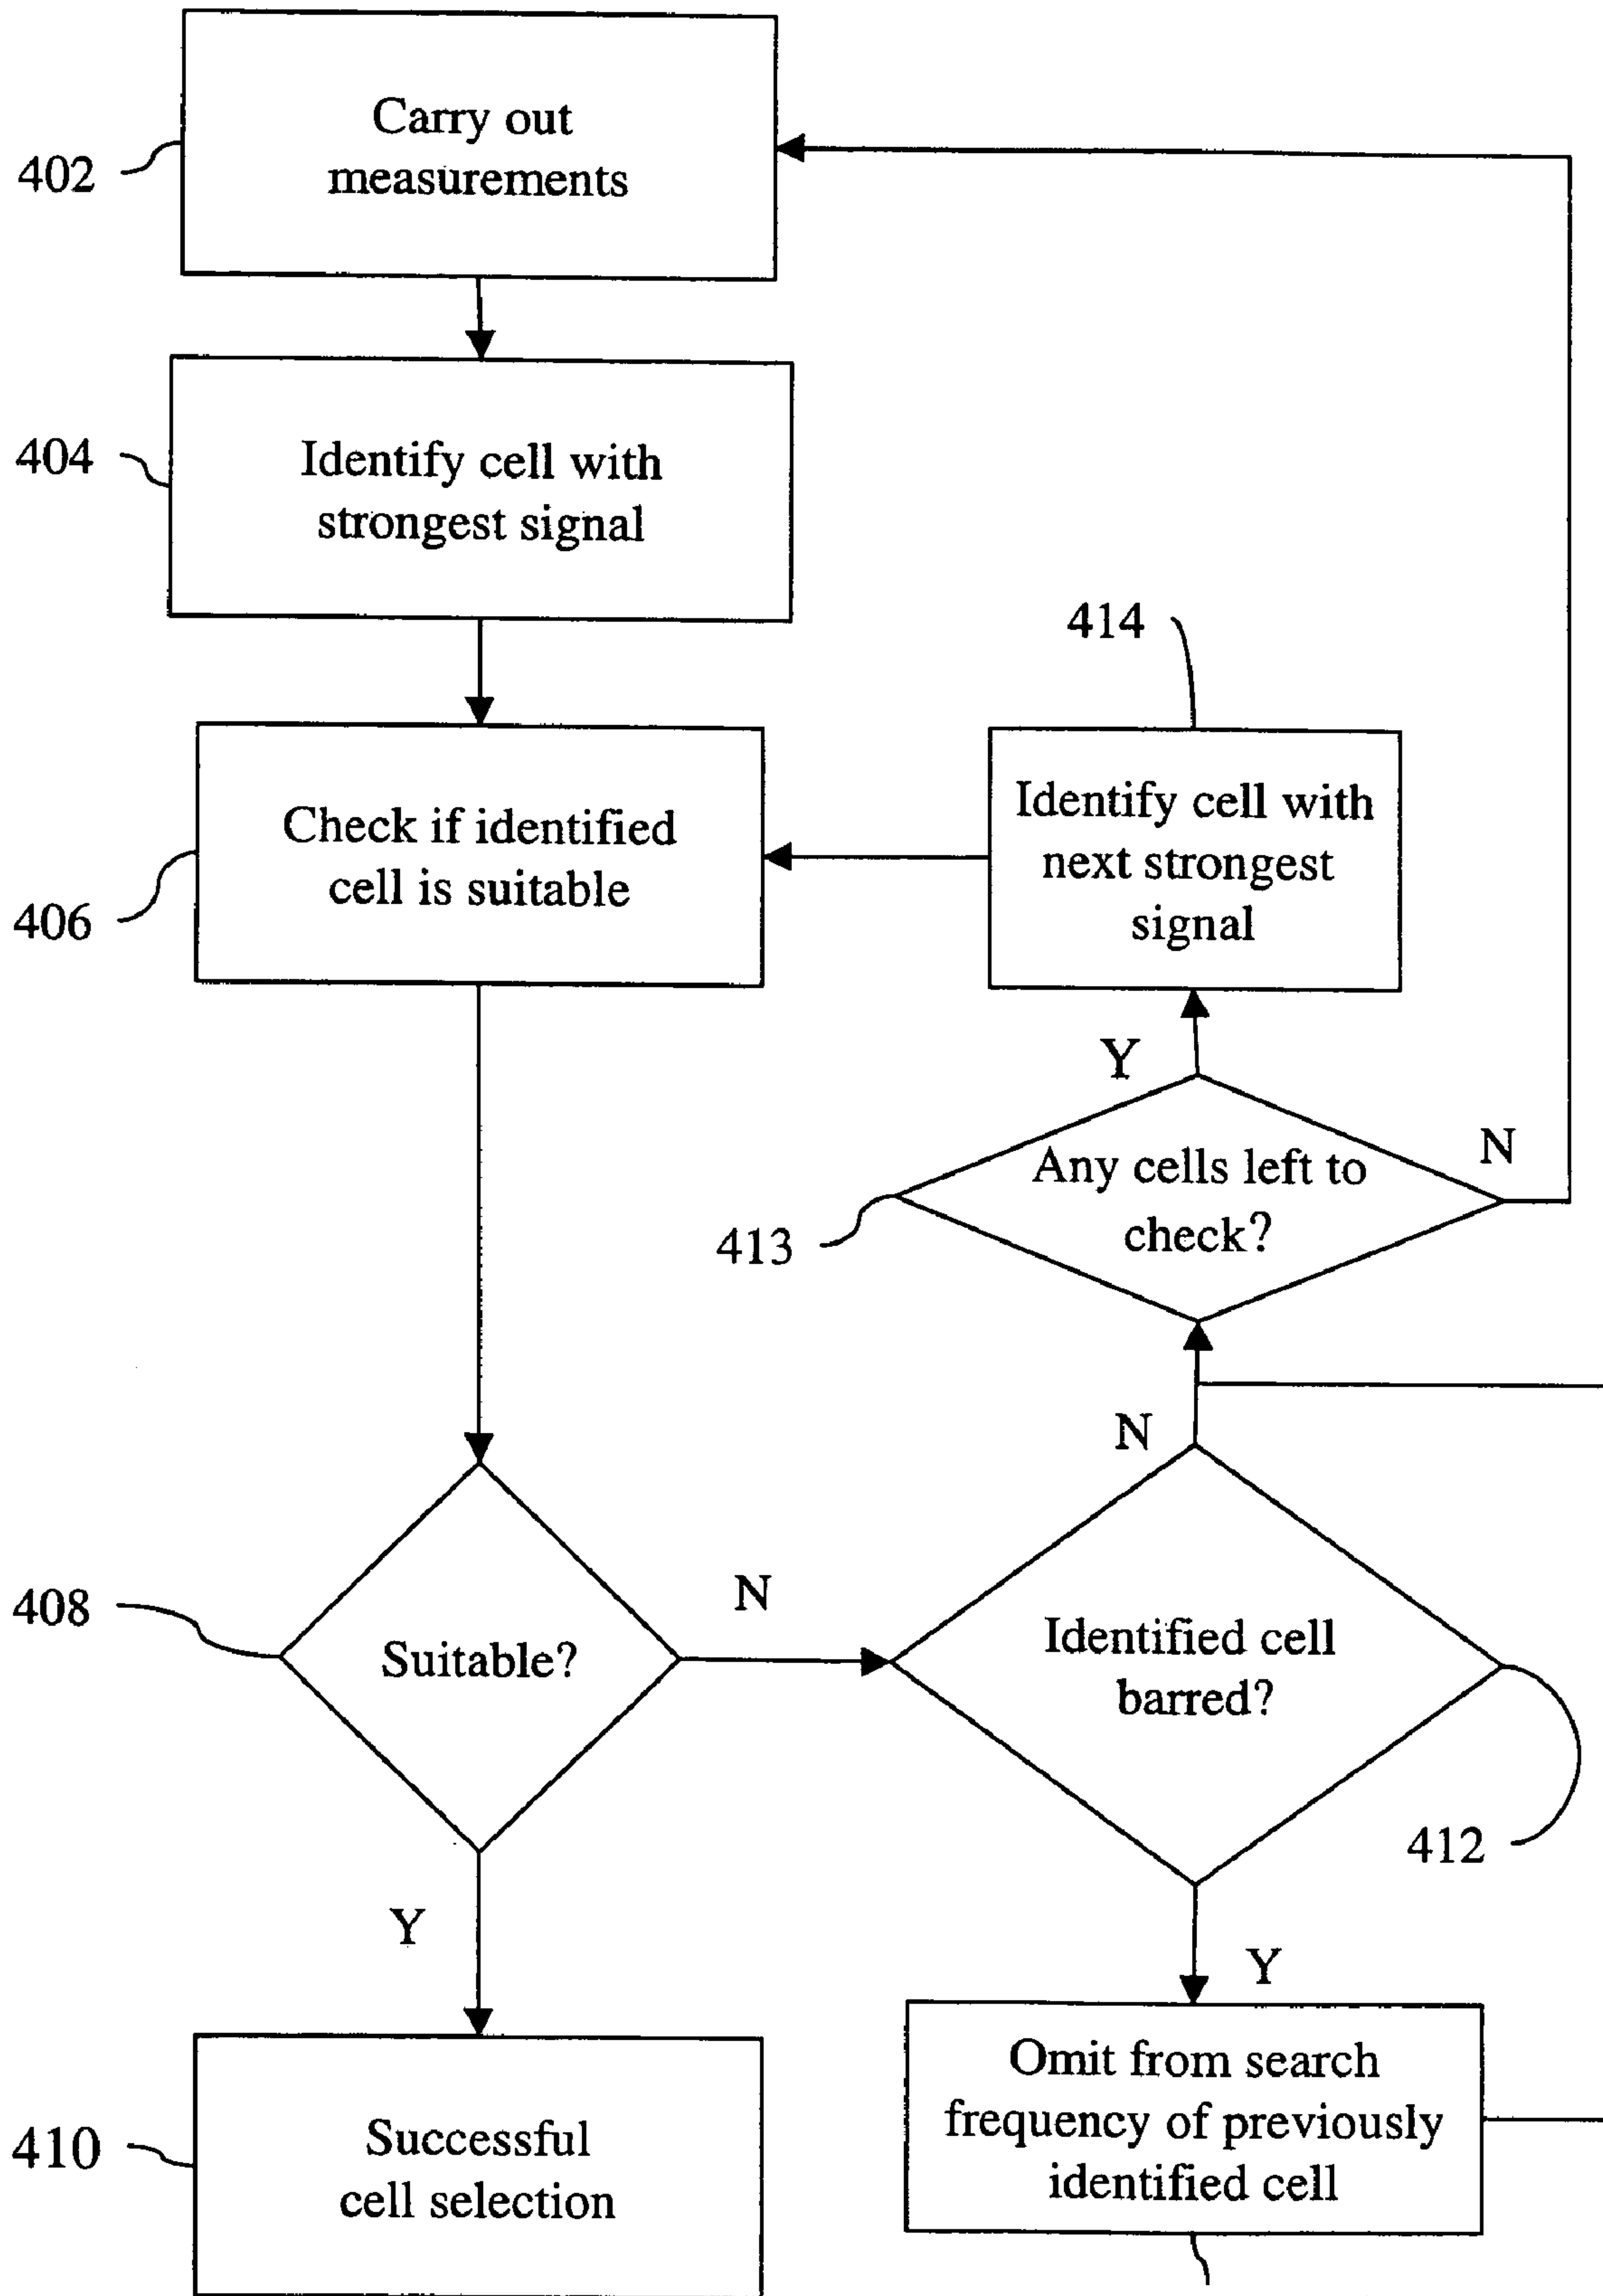 Carry out
measurements
402
Identify cell with
strongest signal
404
414
Check if identified
cell is suitable
406
Identify cell with
next strongest
signal
Y
N
Any cells left to
check?
413
N
408
Suitable?
N
Identified cell
barred?
412
Y
Y
Omit from search
frequency of previously
identified cell
410
Successful
cell selection